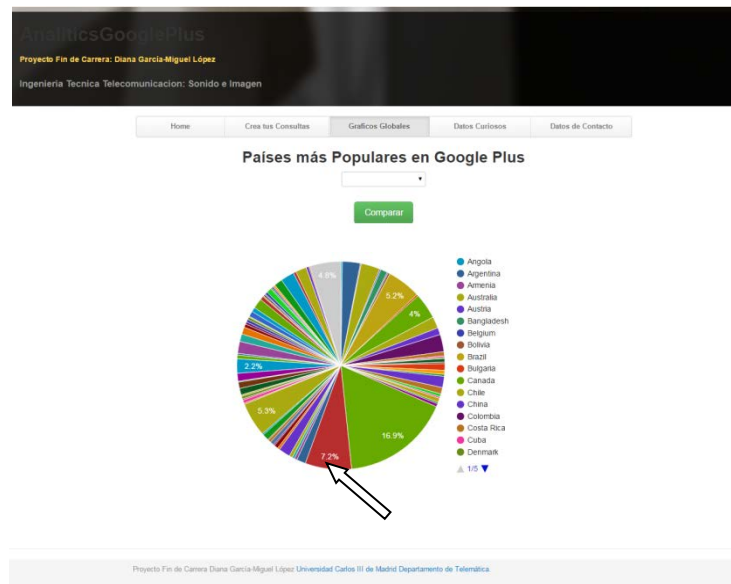 AnaliticsGooglePlus
Proyecto Fin de Carrera: Diana García-Miguel López
Ingenieria Tecnica Telecomunicacion: Sonido e Imagen
Home Crea tus Consultas Graficos Globales Datos Curiosos Datos de Contacto
Países más Populares en Google Plus
Comparar
4.8%
5.2%
4%
2.2%
5.3%
16.9%
7.2%
Angola
Argentina
Armenia
Australia
Austria
Bangladesh
Belgium
Bolivia
Brazil
Bulgaria
Canada
Chile
China
Colombia
Costa Rica
Cuba
Denmark
1/5
Proyecto Fin de Carrera Diana García-Miguel López Universidad Carlos III de Madrid Departamento de Telemática